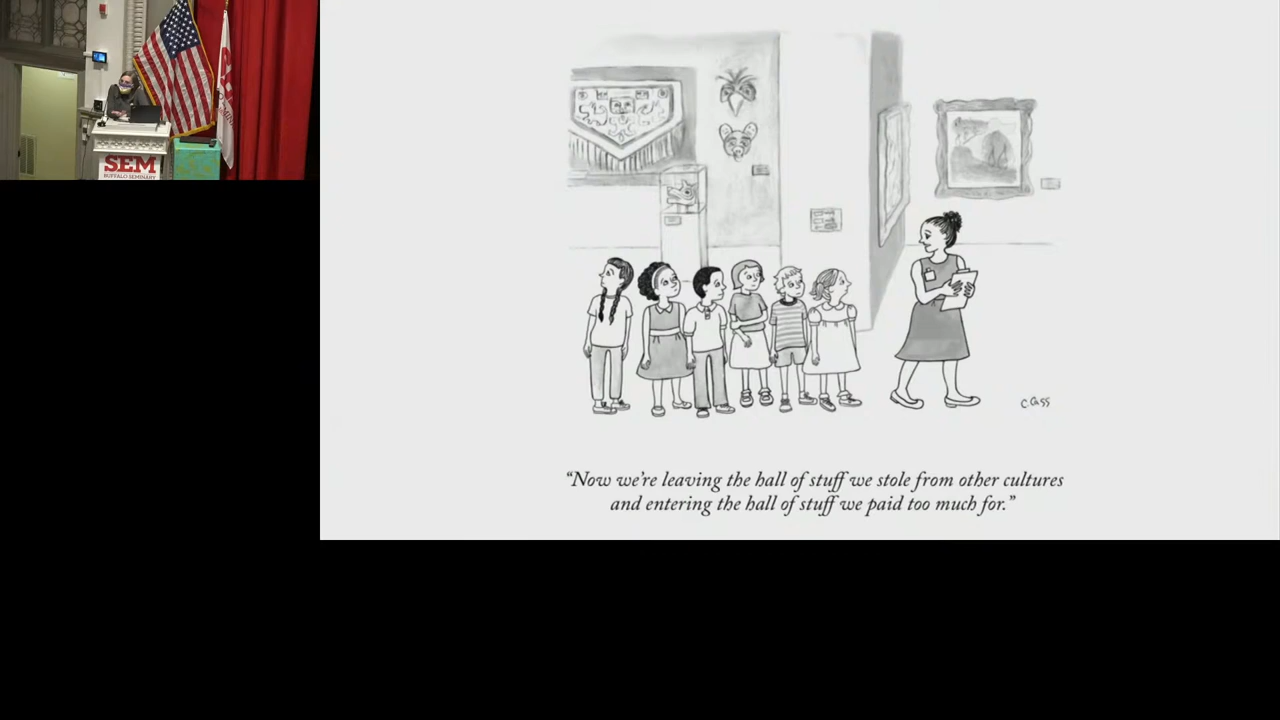 SEM
BUFFALO SEMINARY
C. Cass
“Now we're leaving the hall of stuff we stole from other cultures
and entering the hall of stuff we paid too much for.”